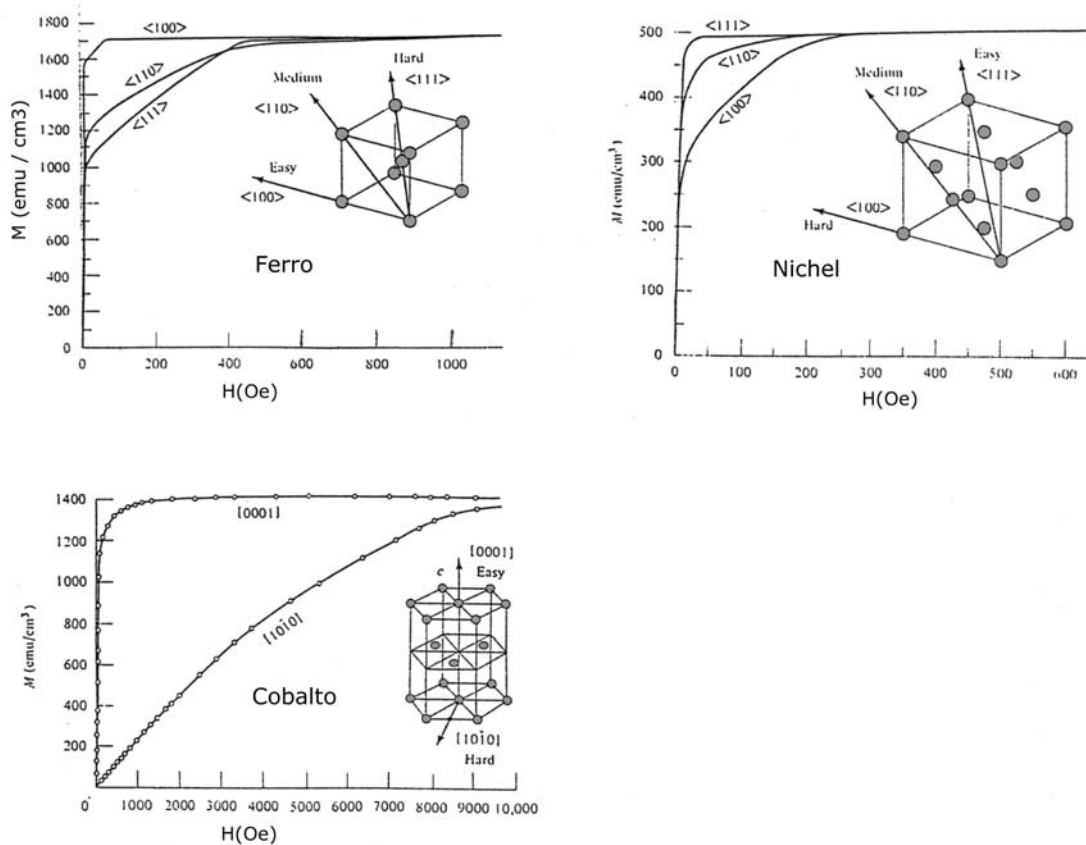 M (emu / cm3)
1800
1600
1400
1200
1000
800
600
400
200
0
<100>
<110>
<111>
Hard
<111>
Medium
<110>
Easy
<100>
Ferro
0 200 400 600 800 1000
H(Oe)
M (emu/cm³)
500
400
300
200
100
0
<111>
<110>
<100>
Easy
<111>
Medium
<110>
<100>
Hard
Nichel
0 100 200 300 400 500 600
H(Oe)
M (emu/cm³)
1400
1200
1000
800
600
400
200
[0001]
[101̄0]
[0001]
c Easy
Cobalto
[101̄0]
Hard
0 1000 2000 3000 4000 5000 6000 7000 8000 9000 10,000
H(Oe)